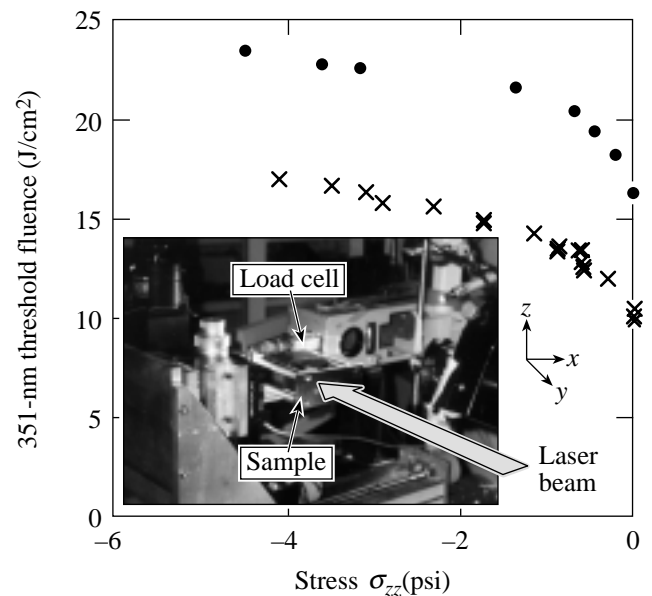 25
20
15
10
5
0
−6
−4
−2
0
351-nm threshold fluence (J/cm²)
Stress σzz(psi)
Load cell
Sample
Laser
beam
z
x
y